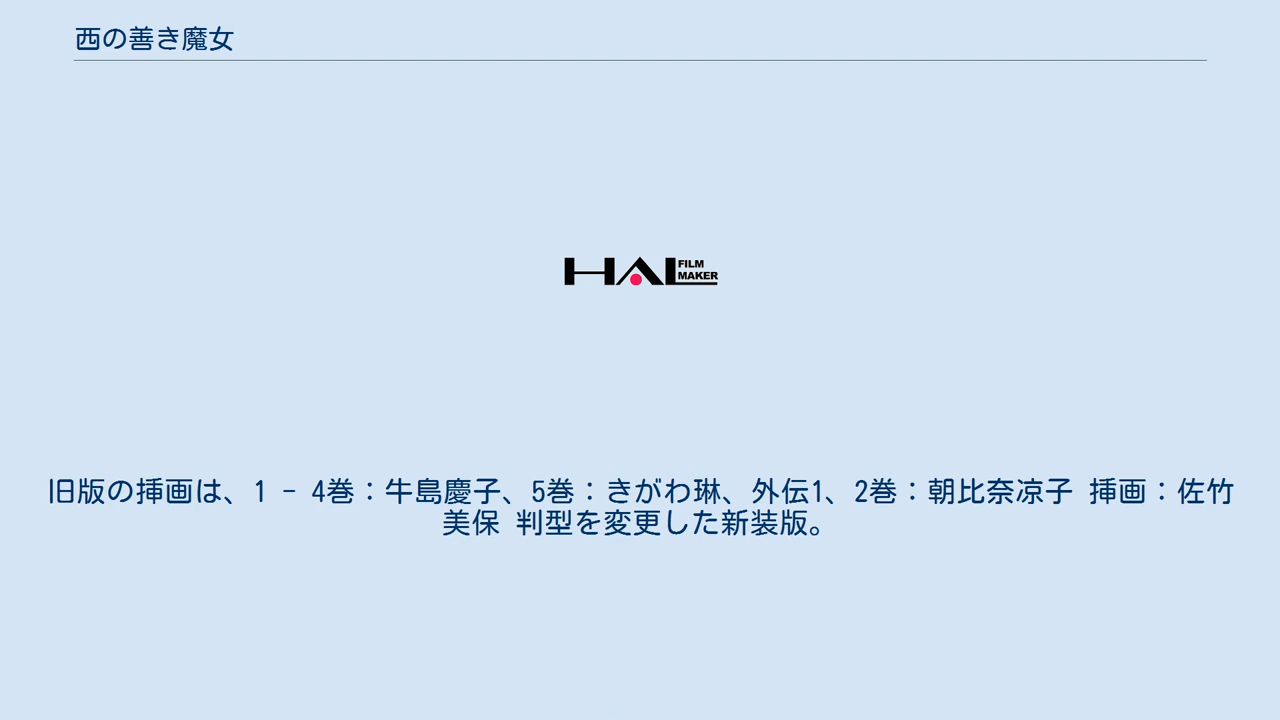 西の善き魔女
HAL FILM
MAKER
旧版の挿画は、1 - 4巻：牛島慶子、5巻：きがわ琳、外伝1、2巻：朝比奈凉子 挿画：佐竹
美保 判型を変更した新装版。